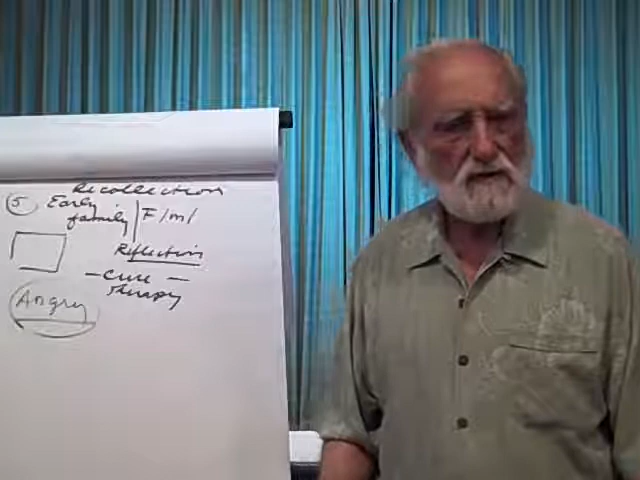 Recollection
5 Early family F/m/
Reflection
- Cure -
therapy
Angry